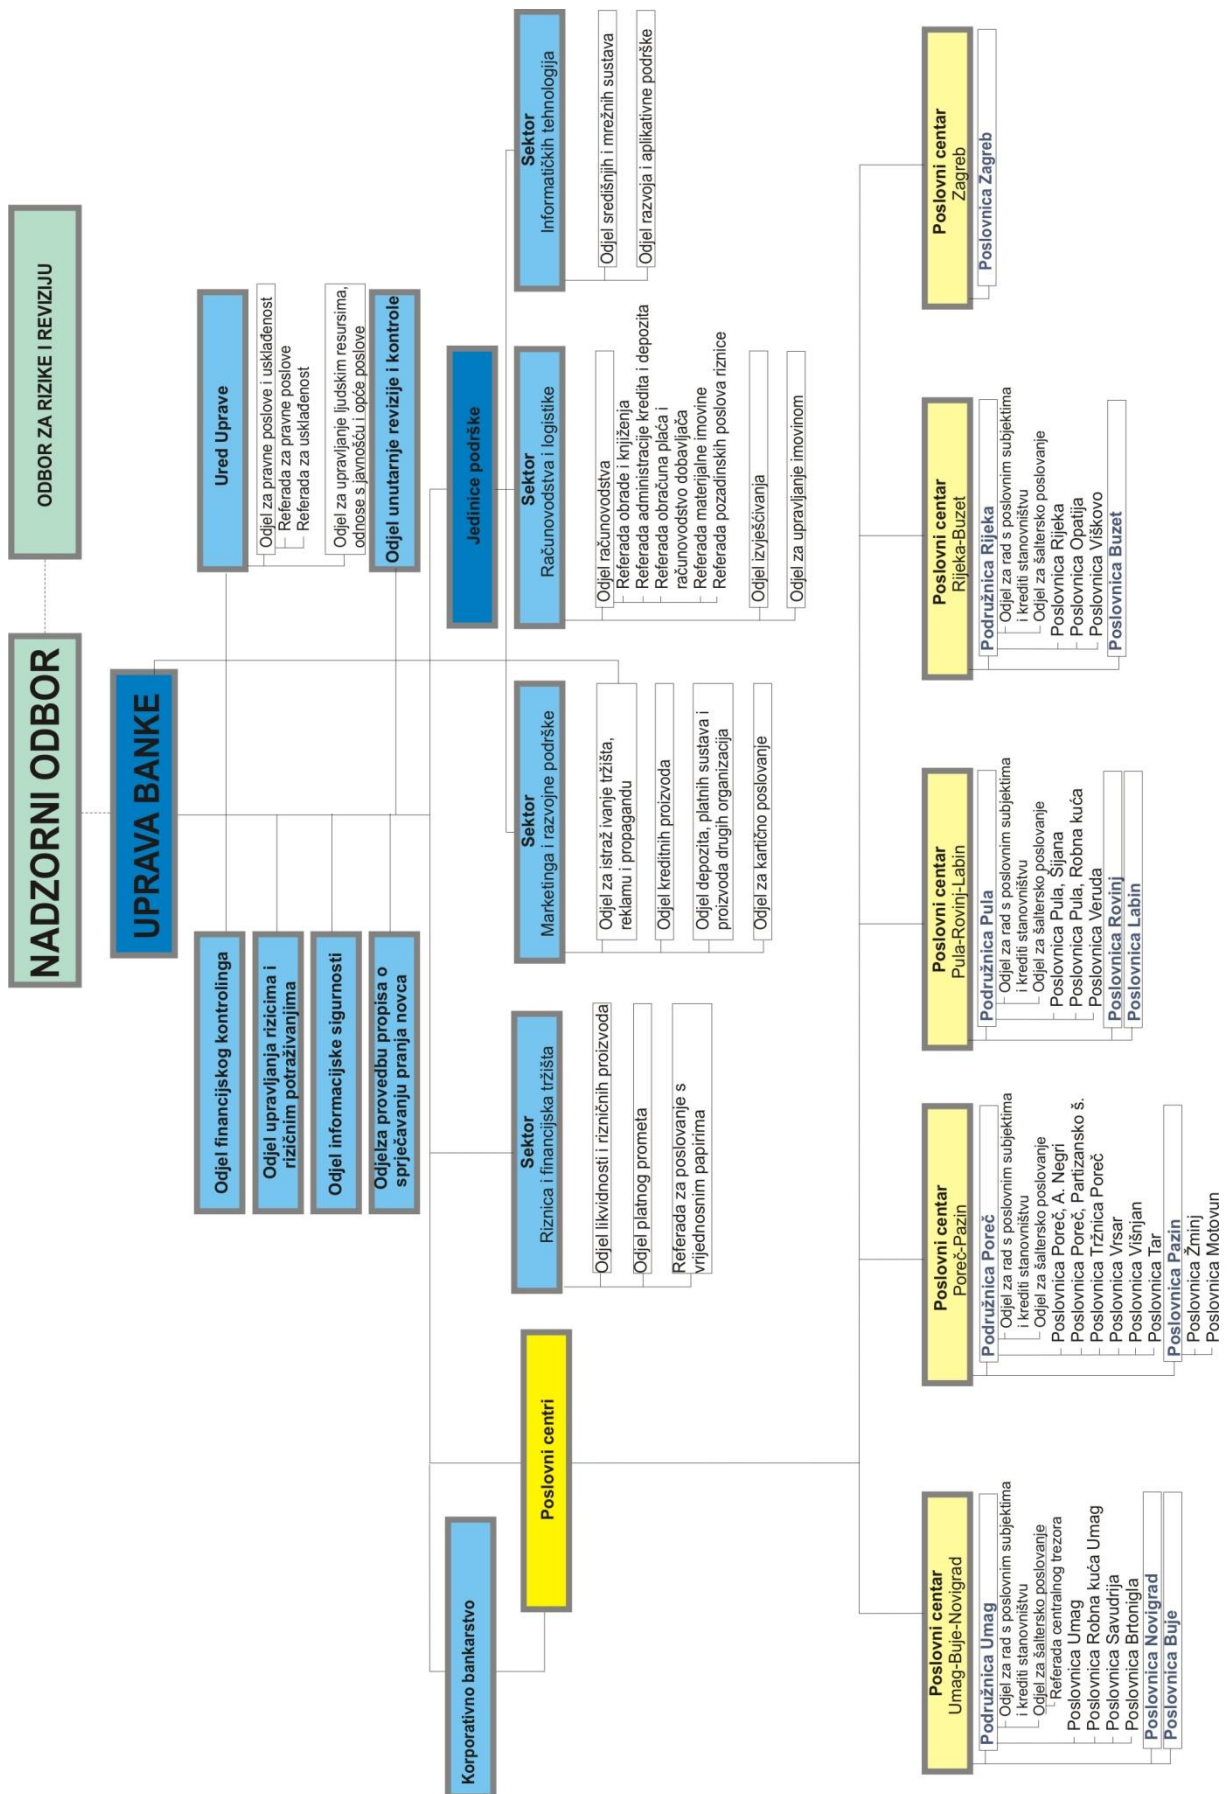 NADZORNI ODBOR
ODBOR ZA RIZIKE I REVIZIJU
UPRAVA BANKE
Odjel financijskog kontrolinga
Odjel upravljanja rizicima i
rizičnim potraživanjima
Odjel informacijske sigurnosti
Odjelza provedbu propisa o
sprječavanju pranja novca
Ured Uprave
Odjel za pravne poslove i usklađenost
Referada za pravne poslove
Referada za usklađenost
Odjel za upravljanje ljudskim resursima,
odnose s javnošću i opće poslove
Odjel unutarnje revizije i kontrole
Korporativno bankarstvo
Poslovni centri
Jedinice podrške
Sektor
Riznica i financijska tržišta
Odjel likvidnosti i rizničnih proizvoda
Odjel platnog prometa
Referada za poslovanje s
vrijednosnim papirima
Sektor
Marketinga i razvojne podrške
Odjel za istraž ivanje tržišta,
reklamu i propagandu
Odjel kreditnih proizvoda
Odjel depozita, platnih sustava i
proizvoda drugih organizacija
Odjel za kartično poslovanje
Sektor
Računovodstva i logistike
Odjel računovodstva
Referada obrade i knjiženja
Referada administracije kredita i depozita
Referada obračuna plaća i
računovodstvo dobavljača
Referada materijalne imovine
Referada pozadinskih poslova riznice
Odjel izvješćivanja
Odjel za upravljanje imovinom
Sektor
Informatičkih tehnologija
Odjel središnjih i mrežnih sustava
Odjel razvoja i aplikativne podrške
Poslovni centar
Umag-Buje-Novigrad
Podružnica Umag
Odjel za rad s poslovnim subjektima
i krediti stanovništvu
Odjel za šaltersko poslovanje
Referada centralnog trezora
Poslovnica Umag
Poslovnica Robna kuća Umag
Poslovnica Savudrija
Poslovnica Brtonigla
Poslovnica Novigrad
Poslovnica Buje
Poslovni centar
Poreč-Pazin
Podružnica Poreč
Odjel za rad s poslovnim subjektima
i krediti stanovništvu
Odjel za šaltersko poslovanje
Poslovnica Poreč, A. Negri
Poslovnica Poreč, Partizansko š.
Poslovnica Tržnica Poreč
Poslovnica Vrsar
Poslovnica Višnjan
Poslovnica Tar
Poslovnica Pazin
Poslovnica Žminj
Poslovnica Motovun
Poslovni centar
Pula-Rovinj-Labin
Podružnica Pula
Odjel za rad s poslovnim subjektima
i krediti stanovništvu
Odjel za šaltersko poslovanje
Poslovnica Pula, Šijana
Poslovnica Pula, Robna kuća
Poslovnica Veruda
Poslovnica Rovinj
Poslovnica Labin
Poslovni centar
Rijeka-Buzet
Podružnica Rijeka
Odjel za rad s poslovnim subjektima
i krediti stanovništvu
Odjel za šaltersko poslovanje
Poslovnica Rijeka
Poslovnica Opatija
Poslovnica Viškovo
Poslovnica Buzet
Poslovni centar
Zagreb
Poslovnica Zagreb